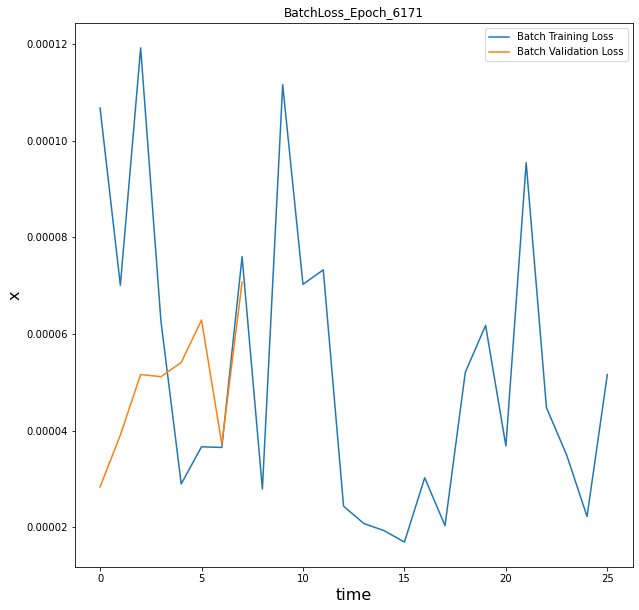 BatchLoss_Epoch_6171
Batch Training Loss
Batch Validation Loss
0.00012
0.00010
0.00008
0.00006
0.00004
0.00002
x
0 5 10 15 20 25
time